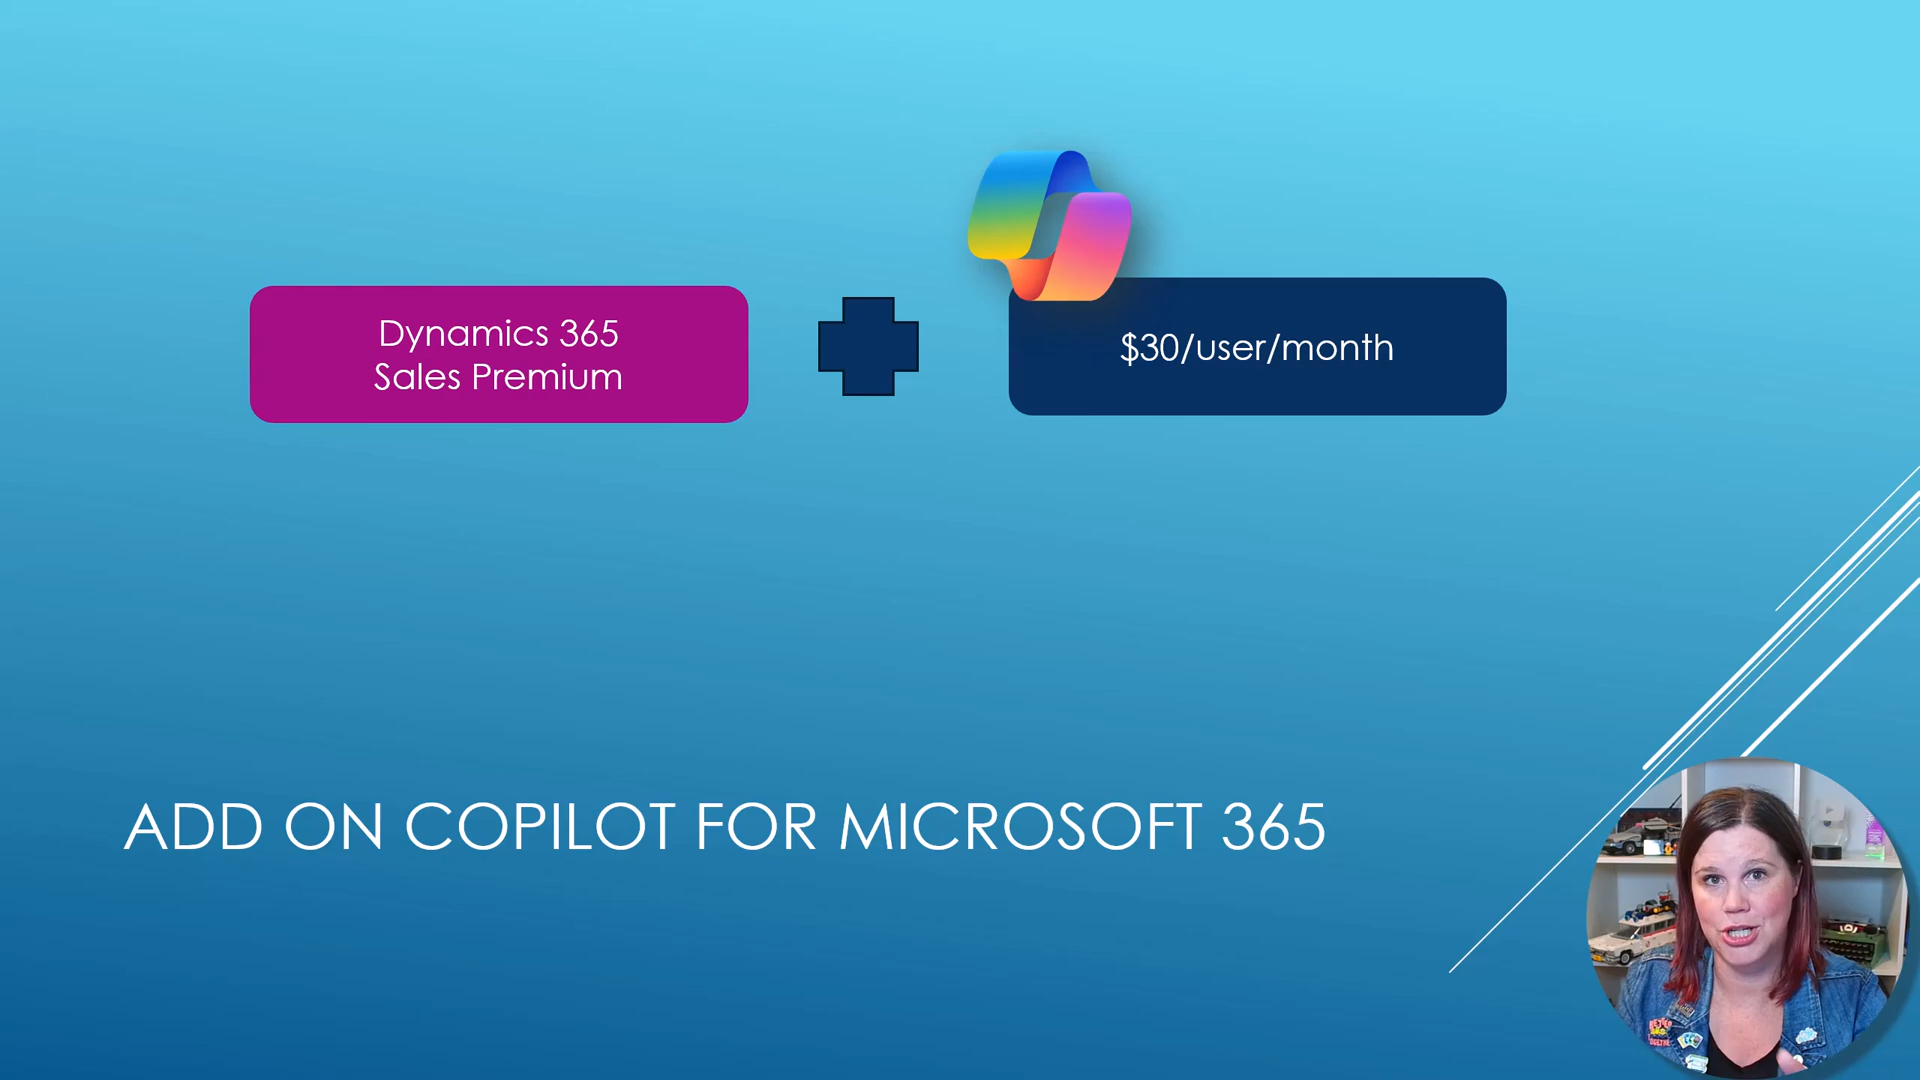 Dynamics 365
Sales Premium
$30/user/month
ADD ON COPILOT FOR MICROSOFT 365